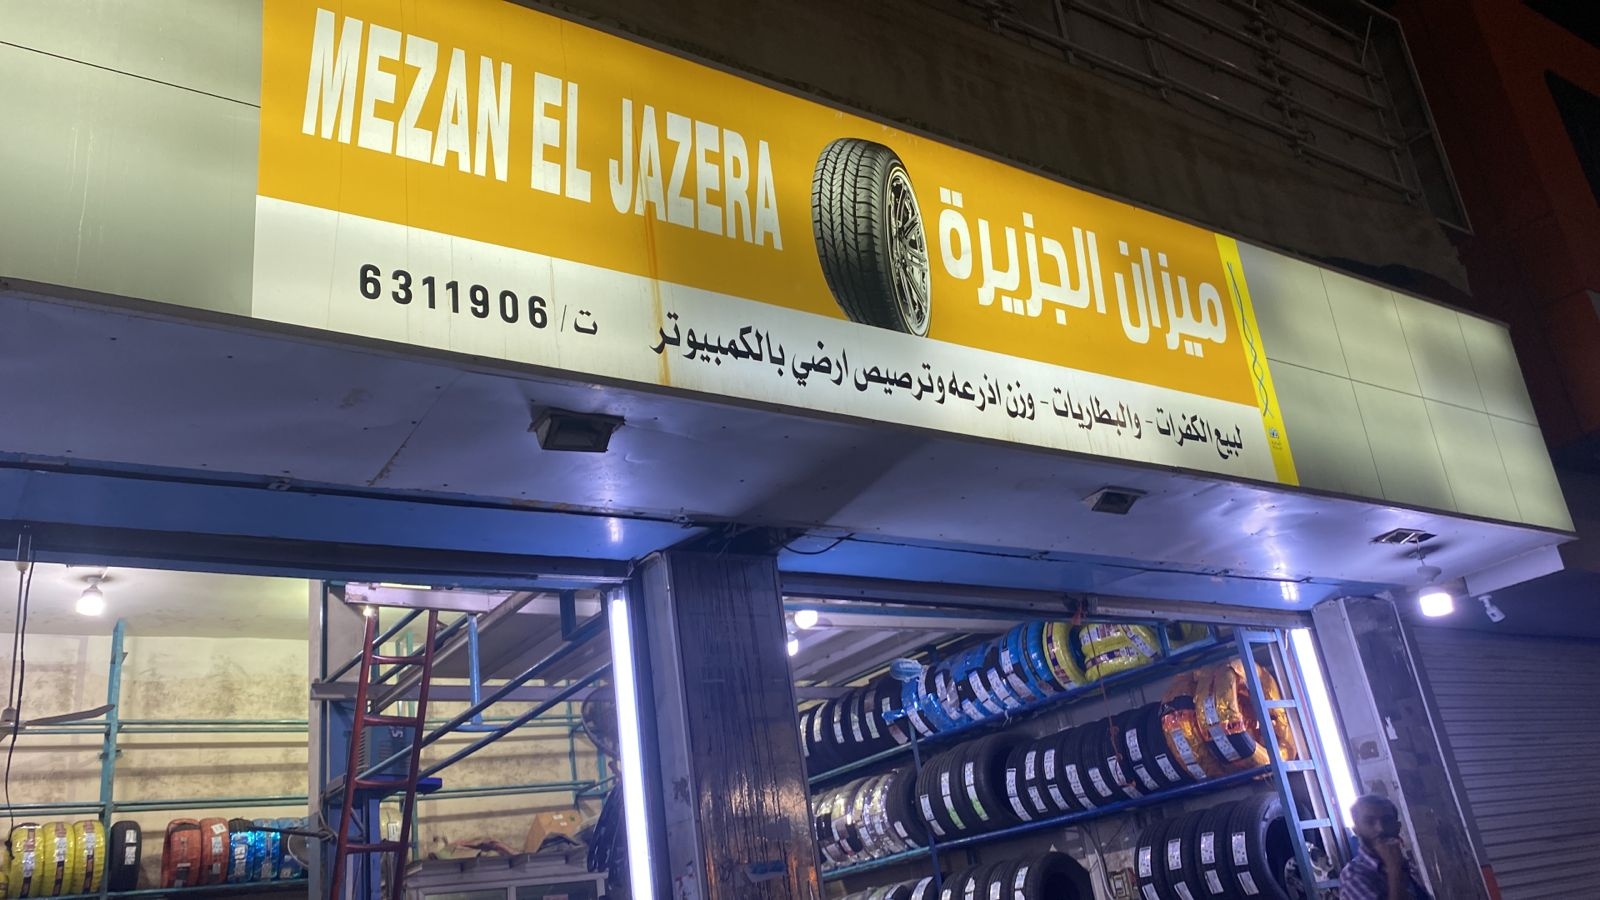 MEZAN EL JAZERA
ميزان الجزيرة
لبيع الكفرات - والبطاريات - وزن اذرعه وترصيص ارضي بالكمبيوتر
ت / 6311906